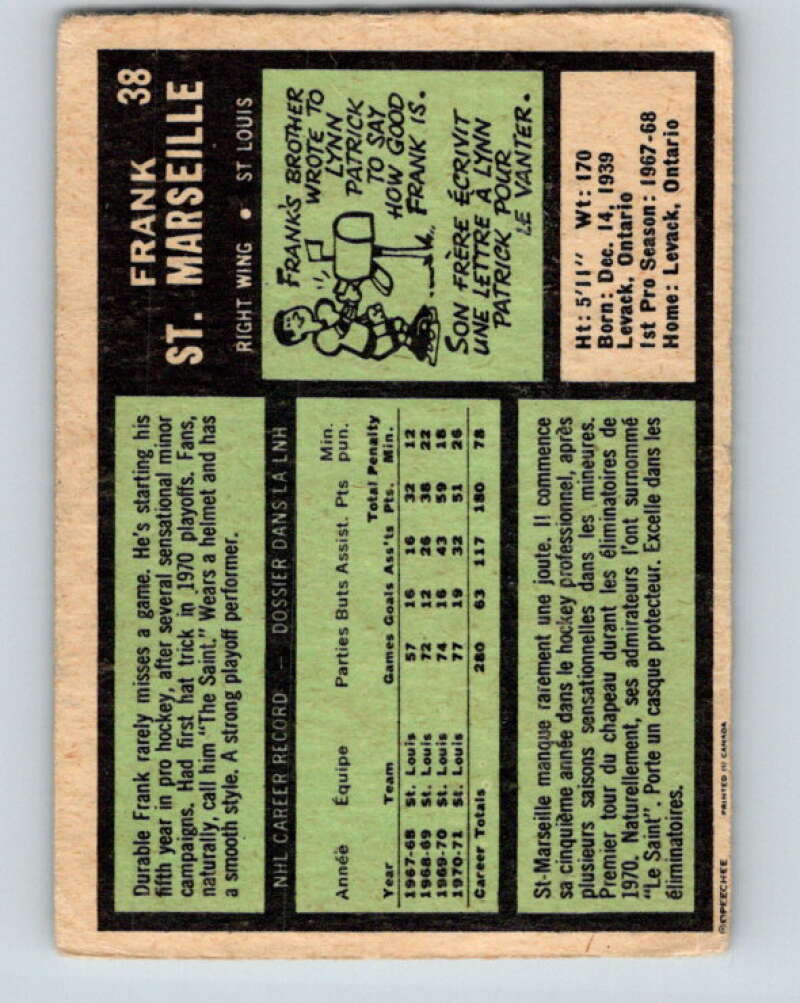 FRANK 38
ST. MARSEILLE
RIGHT WING • ST LOUIS
Durable Frank rarely misses a game. He's starting his
fifth year in pro hockey, after several sensational minor
campaigns. Had first hat trick in 1970 playoffs. Fans,
naturally, call him "The Saint." Wears a helmet and has
a smooth style. A strong playoff performer.
FRANK'S BROTHER
WROTE TO
LYNN
PATRICK
TO SAY
HOW GOOD
FRANK IS.
SON FRÈRE ÉCRIVIT
UNE LETTRE A LYNN
PATRICK POUR
LE VANTER.
NHL CAREER RECORD — DOSSIER DANS LA LNH
Année Équipe Parties Buts Assist. Pts Min. pun.
Total Penalty
Year Team Games Goals Ass'ts Pts. Min.
1967-68 St. Louis 57 16 16 32 12
1968-69 St. Louis 72 12 26 38 22
1969-70 St. Louis 74 16 43 59 18
1970-71 St. Louis 77 19 32 51 26
Career Totals 280 63 117 180 78
Ht: 5'11" Wt: 170
Born: Dec. 14, 1939
Levack, Ontario
1st Pro Season: 1967-68
Home: Levack, Ontario
St-Marseille manque rarement une joute. Il commence
sa cinquième année dans le hockey professionnel, après
plusieurs saisons sensationnelles dans les mineures.
Premier tour du chapeau durant les éliminatoires de
1970. Naturellement, ses admirateurs l'ont surnommé
"Le Saint". Porte un casque protecteur. Excelle dans les
éliminatoires.
©OPEECHEE PRINTED IN CANADA